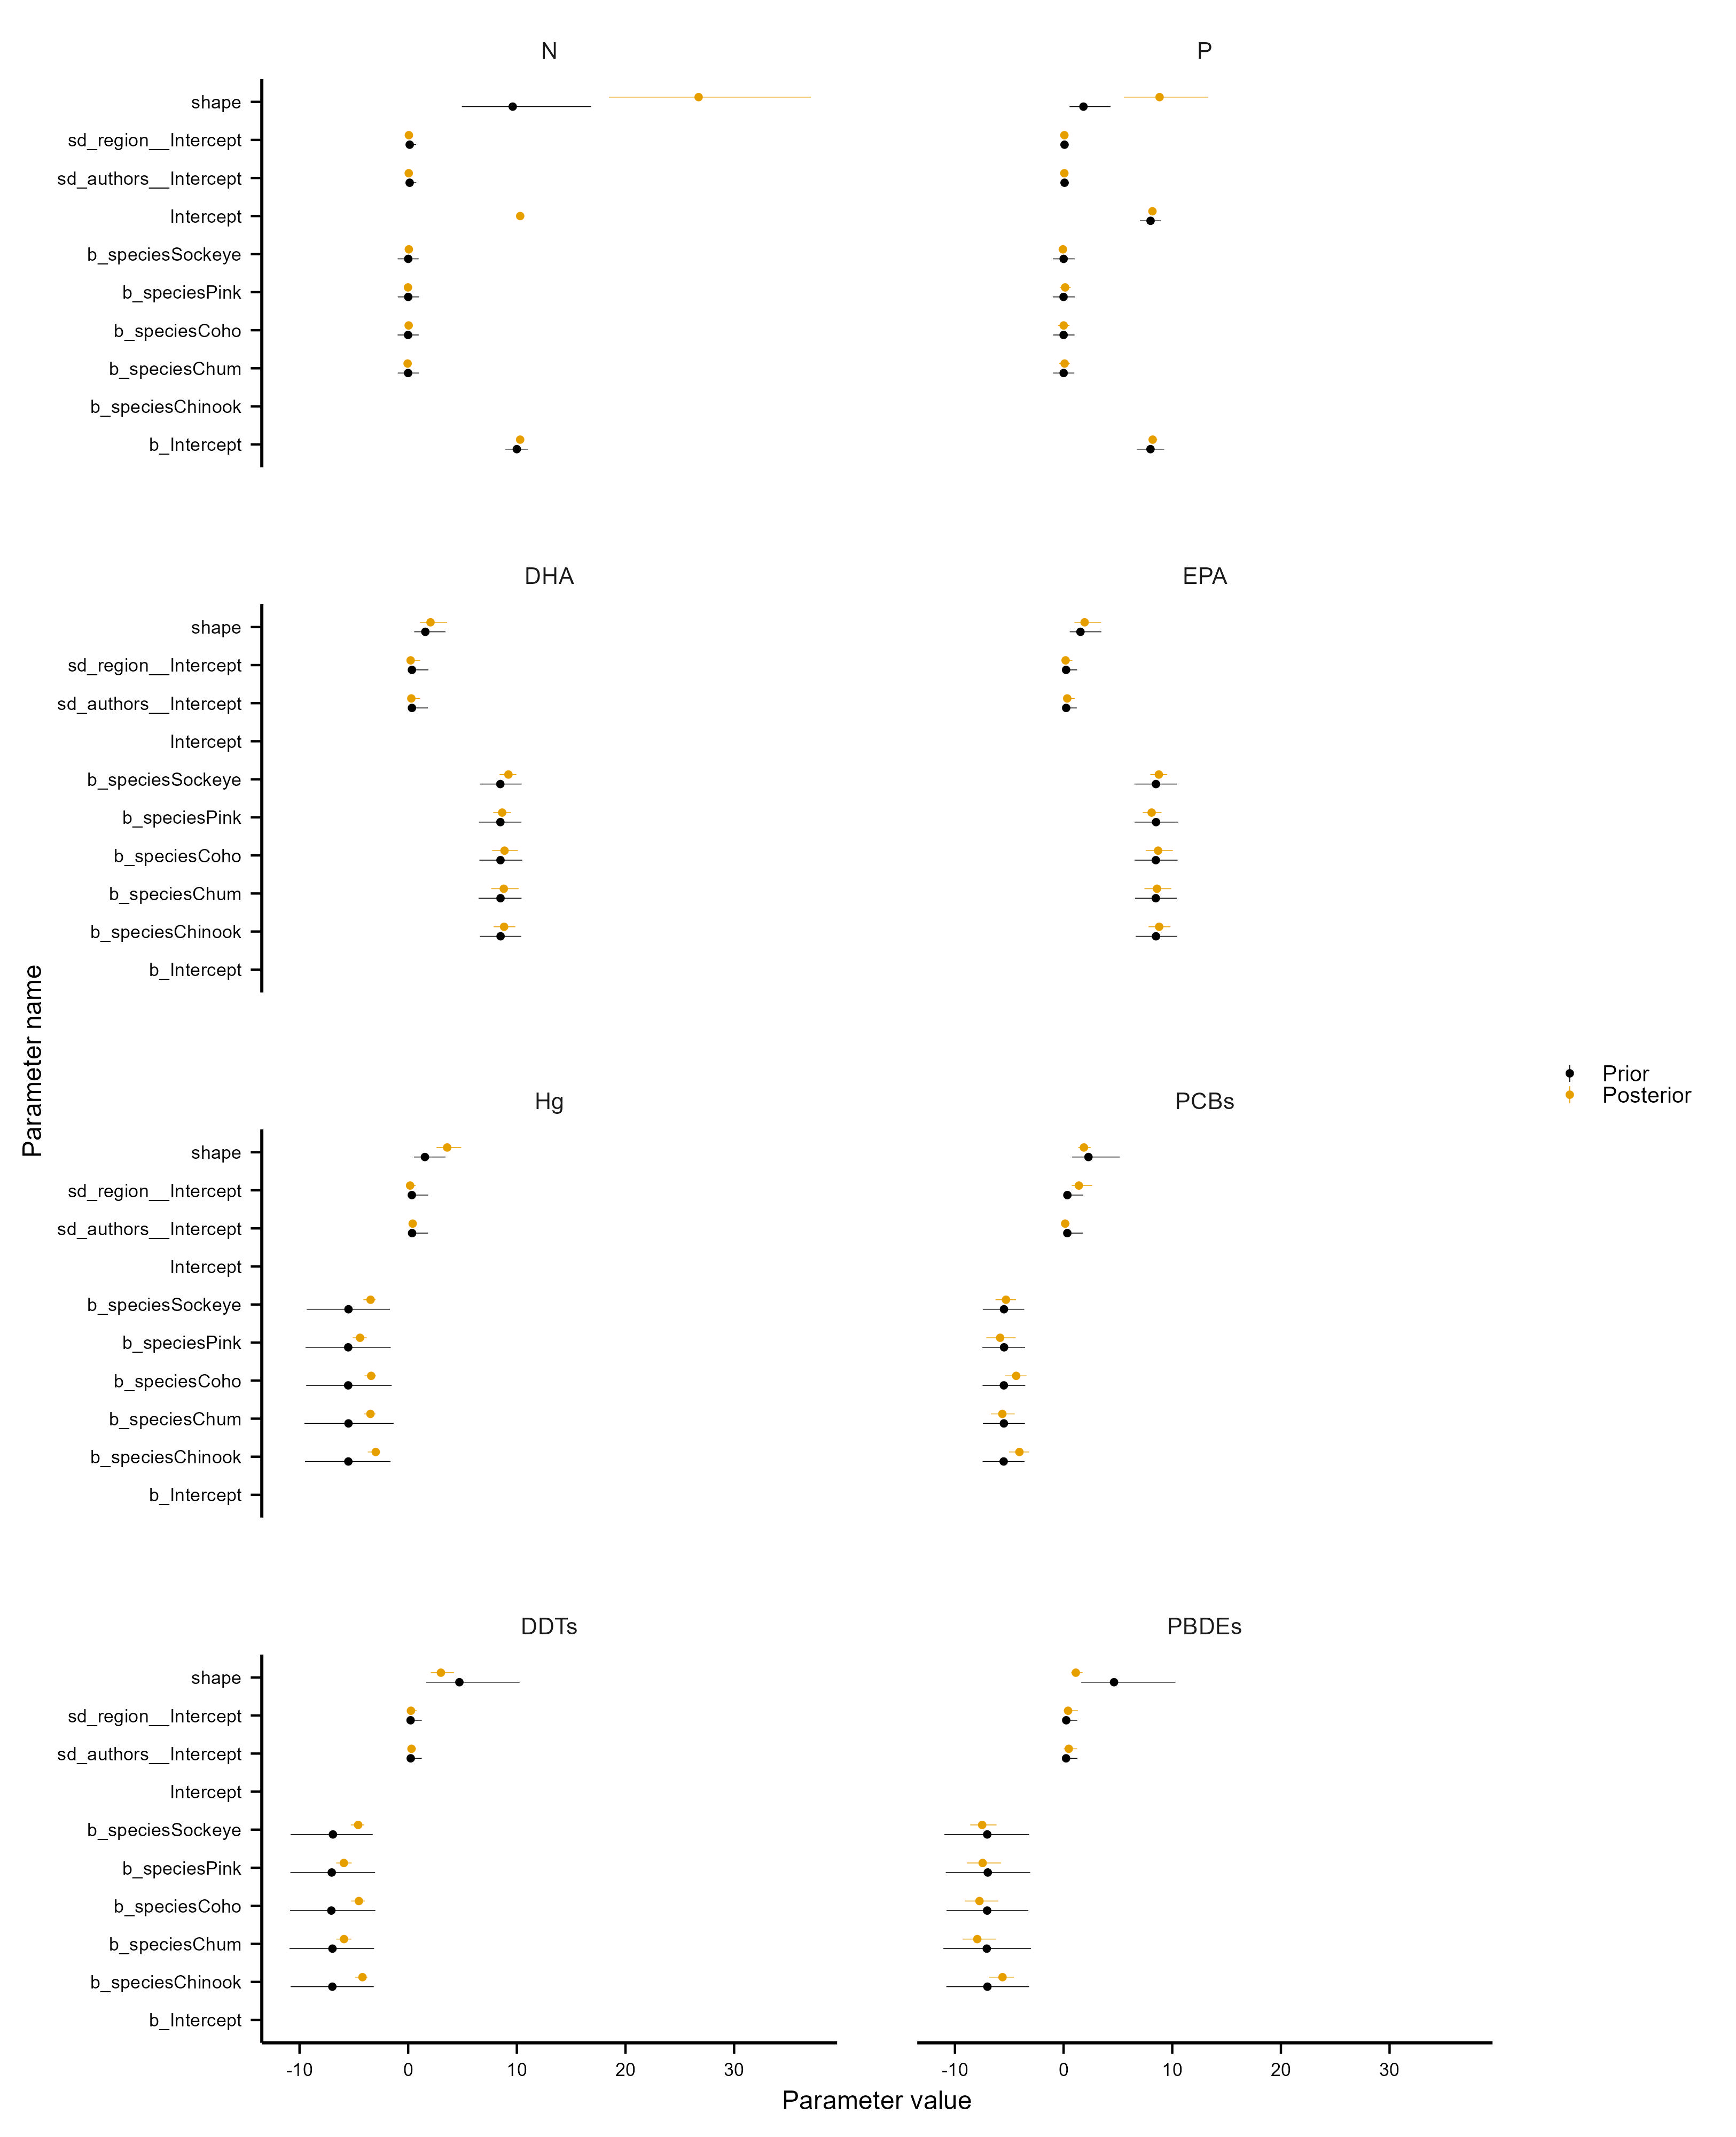 N
P
shape
sd_region__Intercept
sd_authors__Intercept
Intercept
b_speciesSockeye
b_speciesPink
b_speciesCoho
b_speciesChum
b_speciesChinook
b_Intercept
DHA
EPA
shape
sd_region__Intercept
sd_authors__Intercept
Intercept
b_speciesSockeye
b_speciesPink
b_speciesCoho
b_speciesChum
b_speciesChinook
b_Intercept
Parameter name
Prior
Posterior
Hg
PCBs
shape
sd_region__Intercept
sd_authors__Intercept
Intercept
b_speciesSockeye
b_speciesPink
b_speciesCoho
b_speciesChum
b_speciesChinook
b_Intercept
DDTs
PBDEs
shape
sd_region__Intercept
sd_authors__Intercept
Intercept
b_speciesSockeye
b_speciesPink
b_speciesCoho
b_speciesChum
b_speciesChinook
b_Intercept
-10 0 10 20 30
-10 0 10 20 30
Parameter value